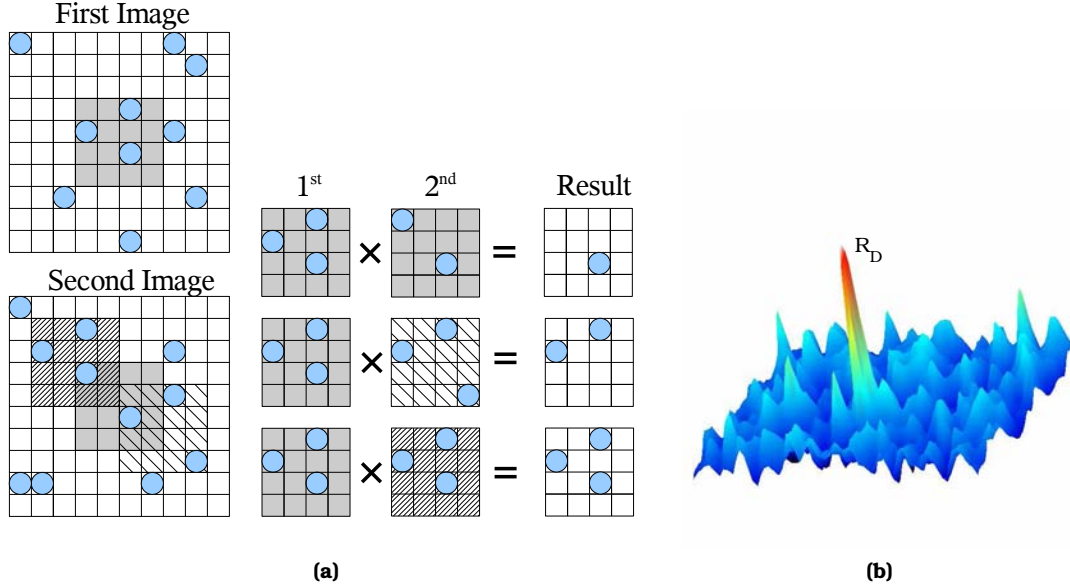 First Image
Second Image
1st 2nd Result
× =
× =
× =
R_D
(a) (b)